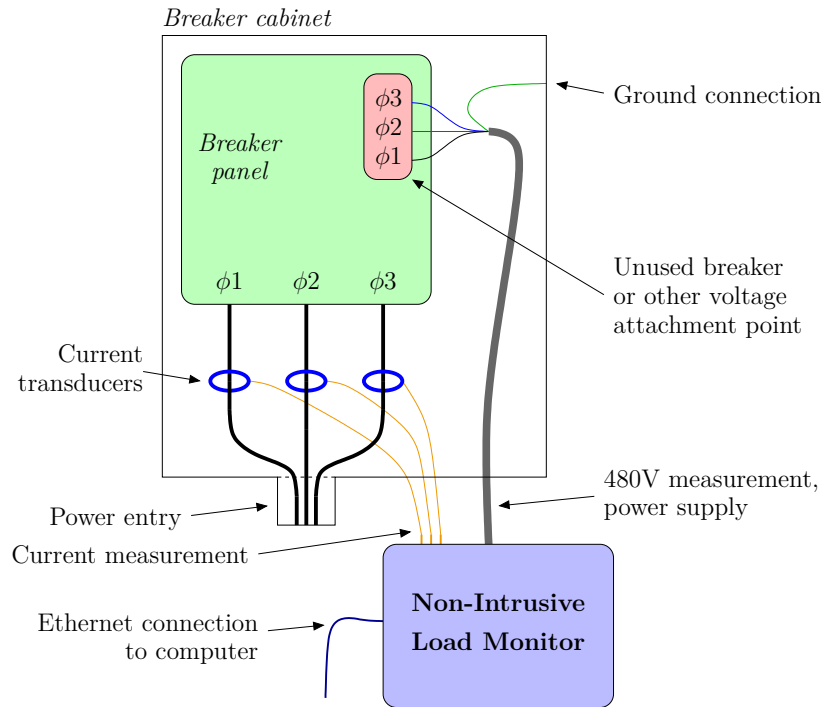 Breaker cabinet
ϕ3
ϕ2
ϕ1
Breaker
panel
Ground connection
Unused breaker
or other voltage
attachment point
ϕ1 ϕ2 ϕ3
Current
transducers
480V measurement,
power supply
Power entry
Current measurement
Non-Intrusive
Load Monitor
Ethernet connection
to computer